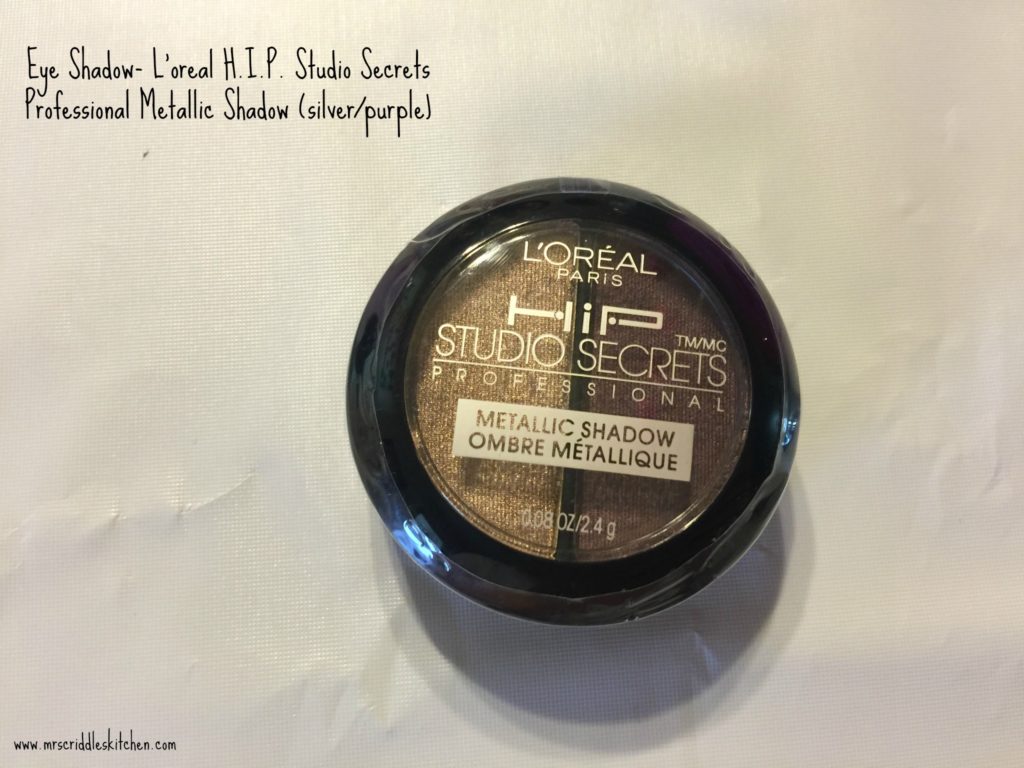 Eye Shadow- L'oreal H.I.P. Studio Secrets
Professional Metallic Shadow (silver/purple)
L'ORÉAL
PARiS
HiP
STUDIO SECRETS TM/MC
PROFESSIONAL
METALLIC SHADOW
OMBRE MÉTALLIQUE
0.08 OZ/2.4 g
www.mrscriddleskitchen.com